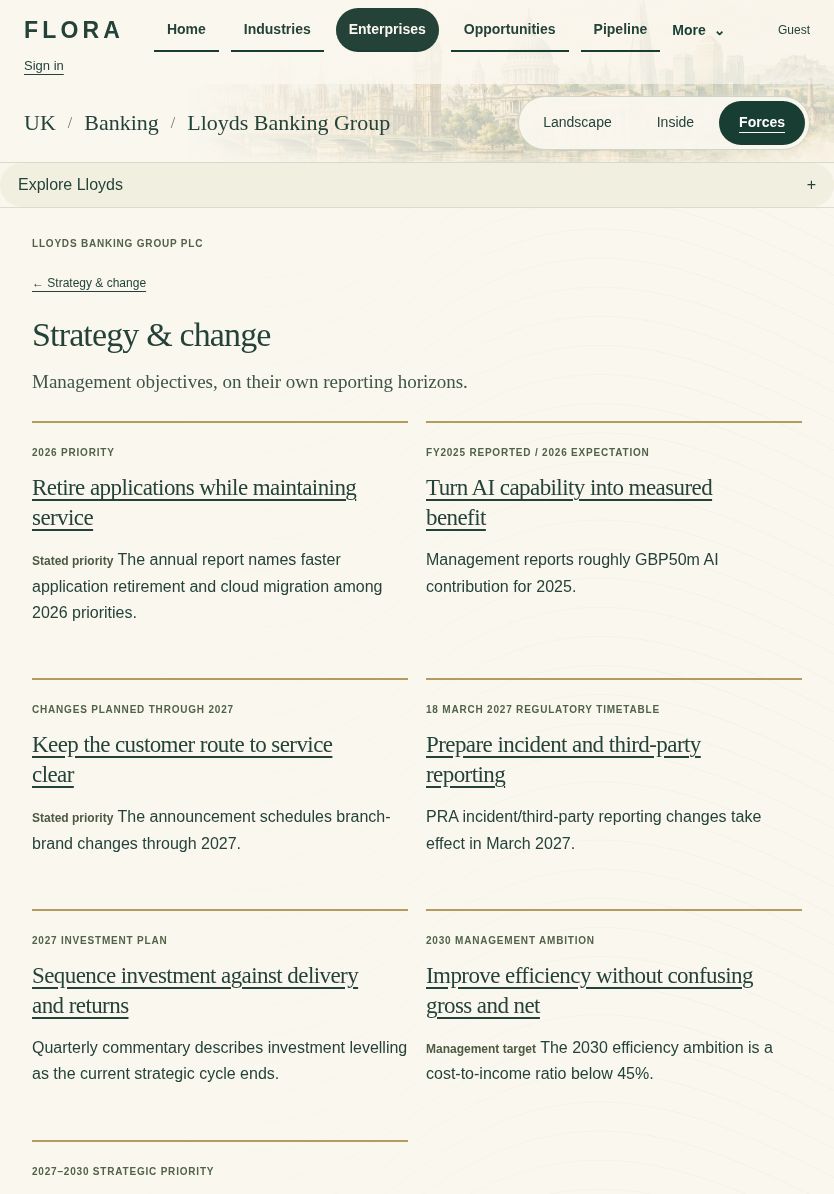 FLORA
Home
Industries
Enterprises
Opportunities
Pipeline
More
Guest
Sign in
UK / Banking / Lloyds Banking Group
Landscape
Inside
Forces
Explore Lloyds +
LLOYDS BANKING GROUP PLC
← Strategy & change
Strategy & change
Management objectives, on their own reporting horizons.
2026 PRIORITY
Retire applications while maintaining
service
Stated priority The annual report names faster
application retirement and cloud migration among
2026 priorities.
FY2025 REPORTED / 2026 EXPECTATION
Turn AI capability into measured
benefit
Management reports roughly GBP50m AI
contribution for 2025.
CHANGES PLANNED THROUGH 2027
Keep the customer route to service
clear
Stated priority The announcement schedules branch-
brand changes through 2027.
18 MARCH 2027 REGULATORY TIMETABLE
Prepare incident and third-party
reporting
PRA incident/third-party reporting changes take
effect in March 2027.
2027 INVESTMENT PLAN
Sequence investment against delivery
and returns
Quarterly commentary describes investment levelling
as the current strategic cycle ends.
2030 MANAGEMENT AMBITION
Improve efficiency without confusing
gross and net
Management target The 2030 efficiency ambition is a
cost-to-income ratio below 45%.
2027–2030 STRATEGIC PRIORITY